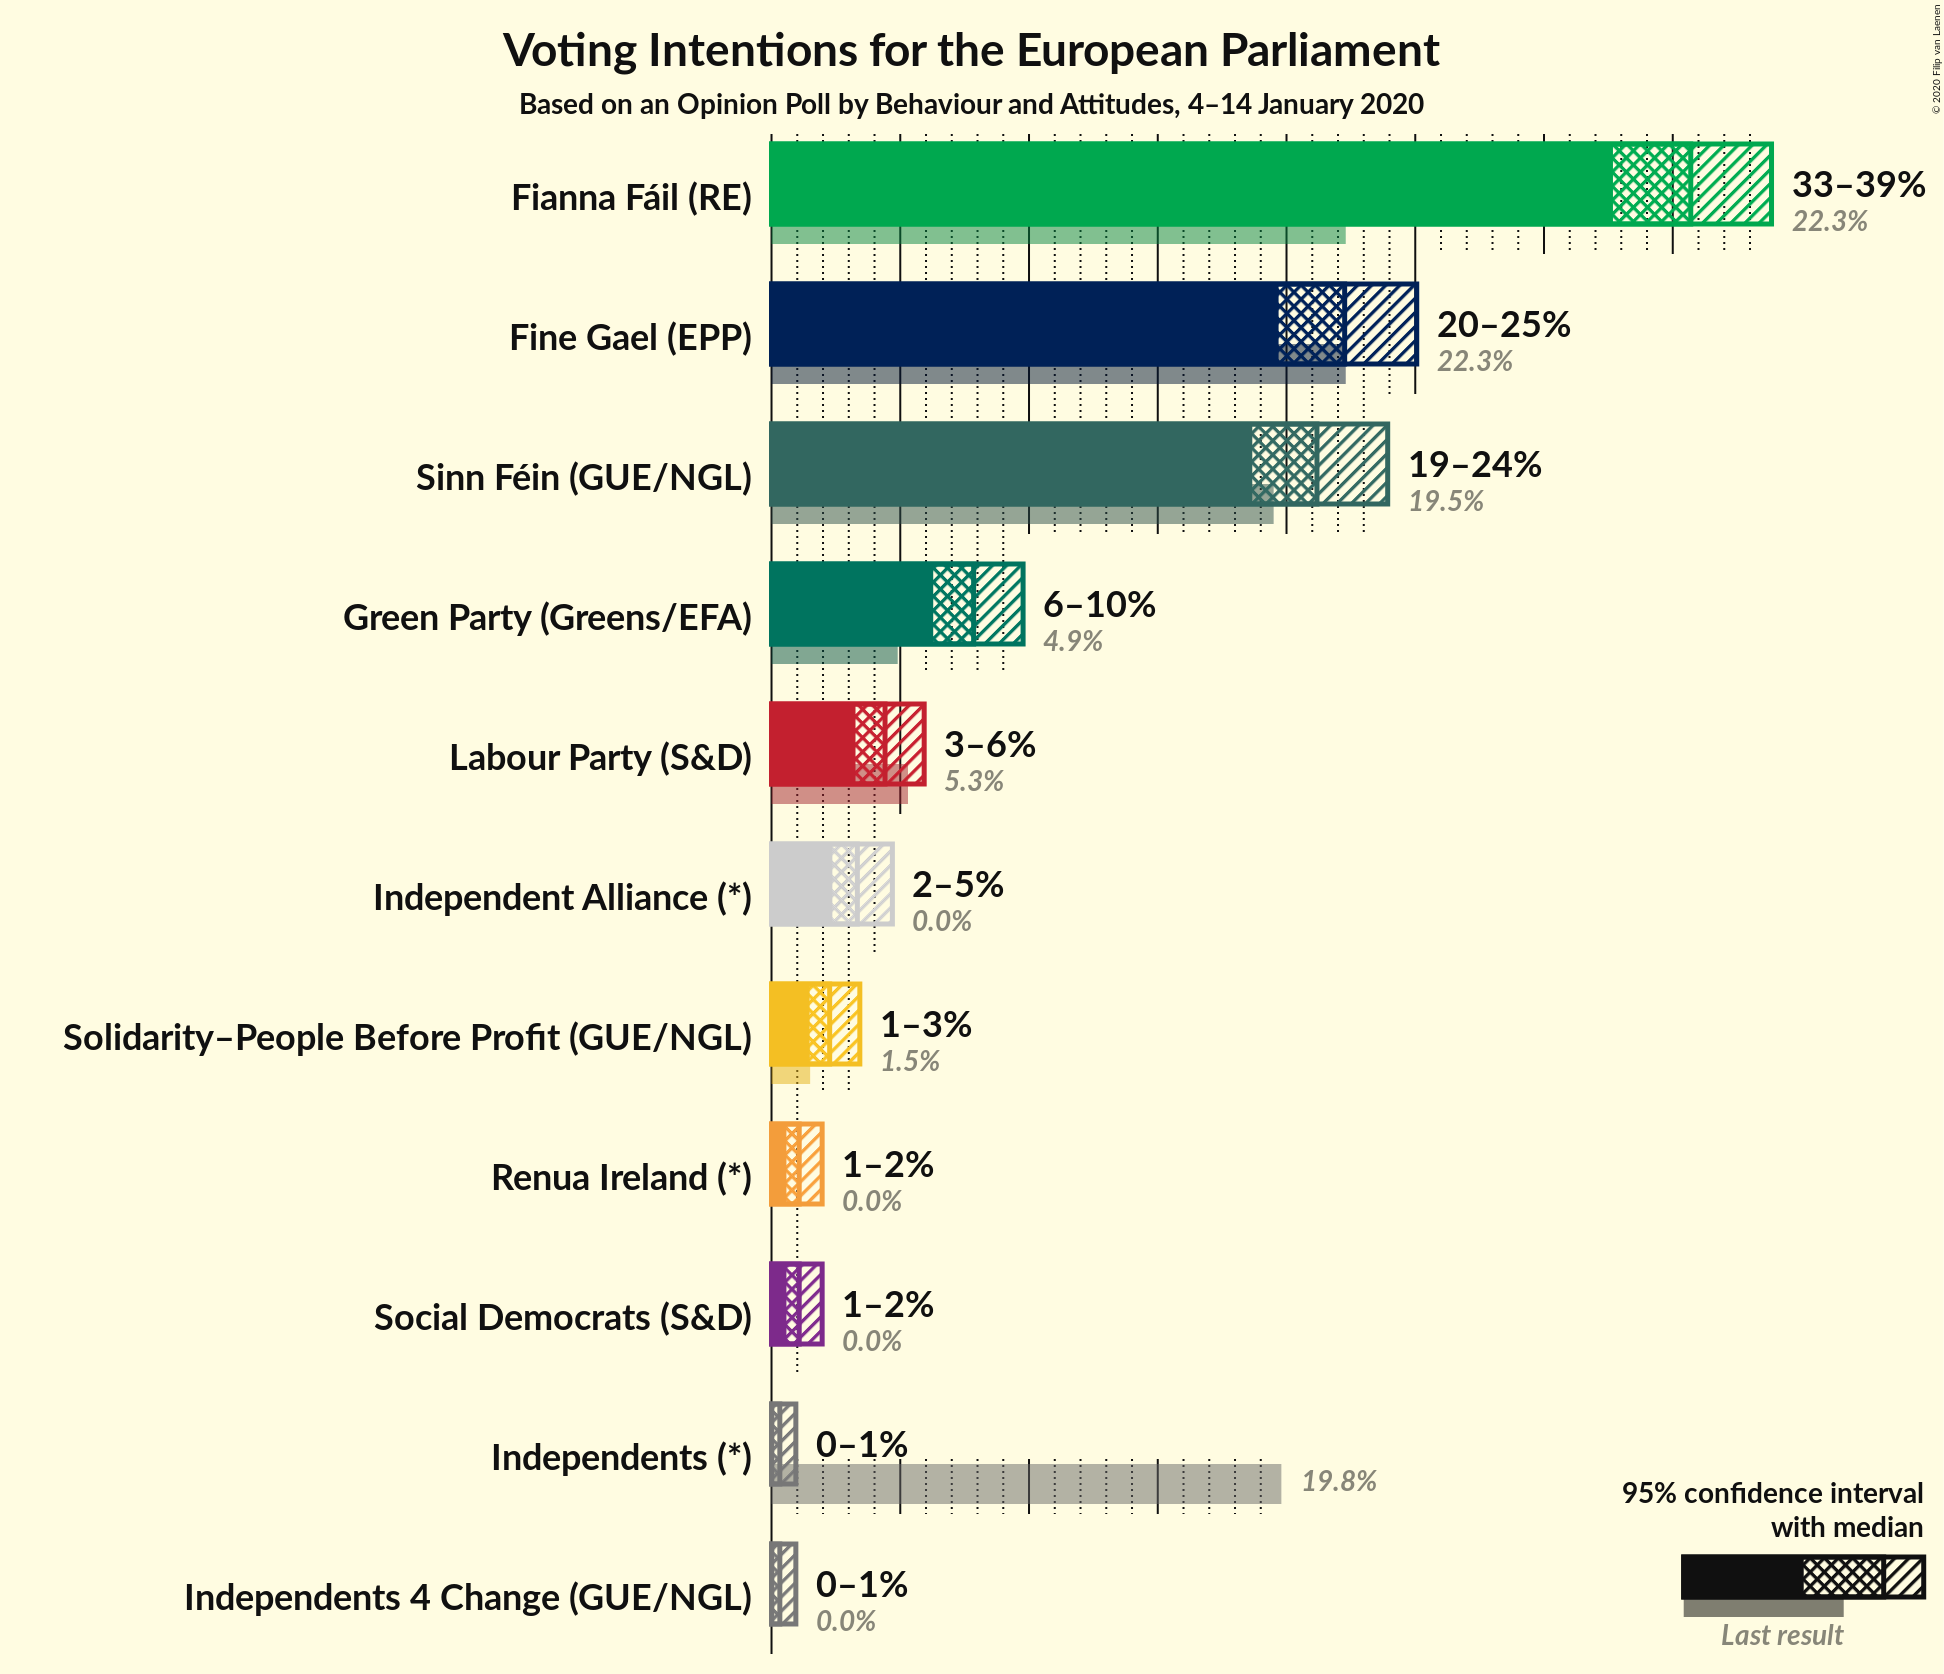 Voting Intentions for the European Parliament
Based on an Opinion Poll by Behaviour and Attitudes, 4–14 January 2020
© 2020 Filip van Laenen
Fianna Fáil (RE)
33–39%
22.3%
Fine Gael (EPP)
20–25%
22.3%
Sinn Féin (GUE/NGL)
19–24%
19.5%
Green Party (Greens/EFA)
6–10%
4.9%
Labour Party (S&D)
3–6%
5.3%
Independent Alliance (*)
2–5%
0.0%
Solidarity–People Before Profit (GUE/NGL)
1–3%
1.5%
Renua Ireland (*)
1–2%
0.0%
Social Democrats (S&D)
1–2%
0.0%
Independents (*)
0–1%
19.8%
Independents 4 Change (GUE/NGL)
0–1%
0.0%
95% confidence interval
with median
Last result